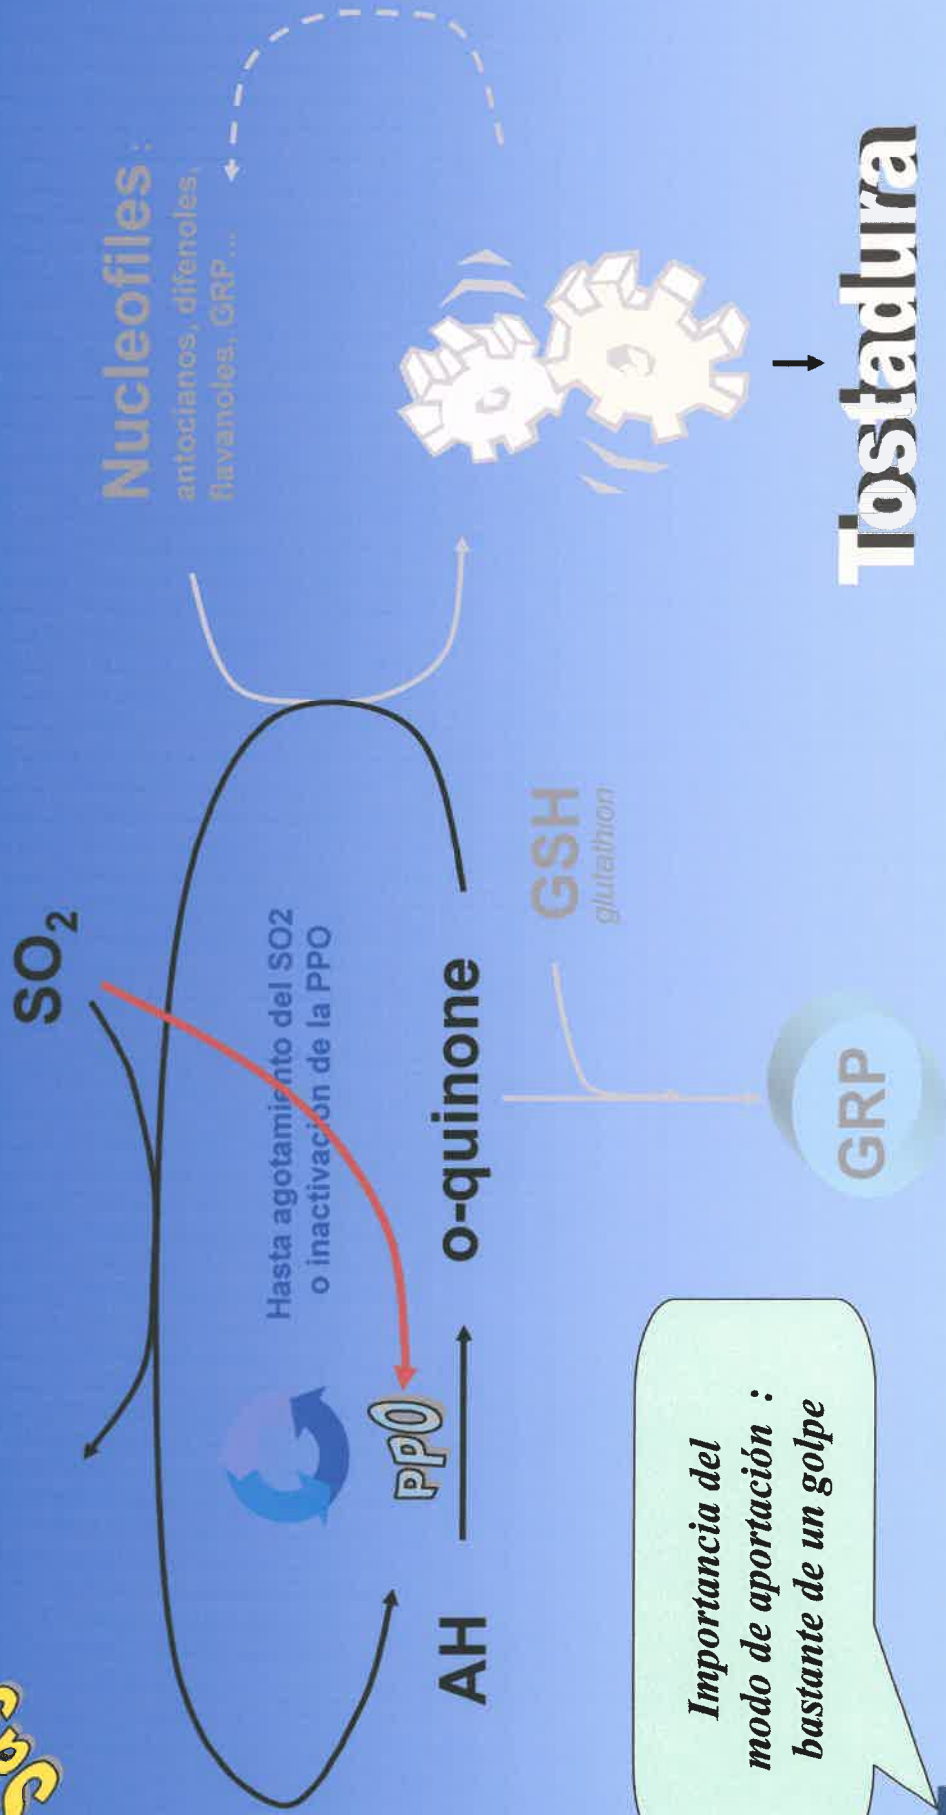 SO2
Nucleofiles :
antocianos, difenoles,
flavanoles, GRP...
Hasta agotamiento del SO2
o inactivación de la PPO
PPO
AH
o-quinone
GSH
glutathion
GRP
Tostadura
Importancia del
modo de aportación :
bastante de un golpe